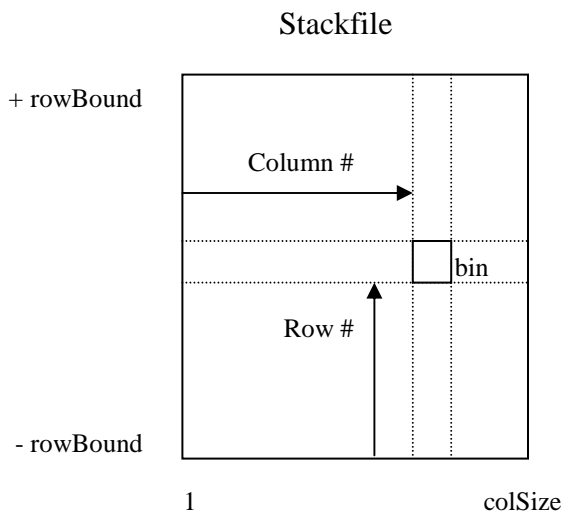 Stackfile
+ rowBound
Column #
bin
Row #
- rowBound
1 colSize